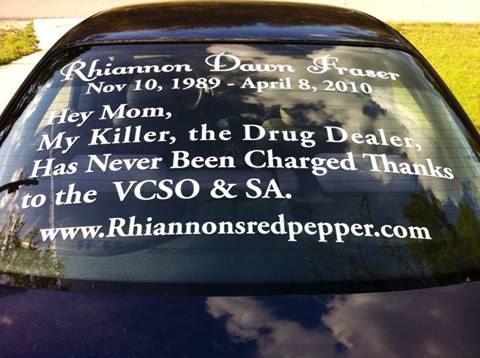 Rhiannon Dawn Fraser
Nov 10, 1989 - April 8, 2010
Hey Mom,
My Killer, the Drug Dealer,
Has Never Been Charged Thanks
to the VCSO & SA.
www.Rhiannonsredpepper.com